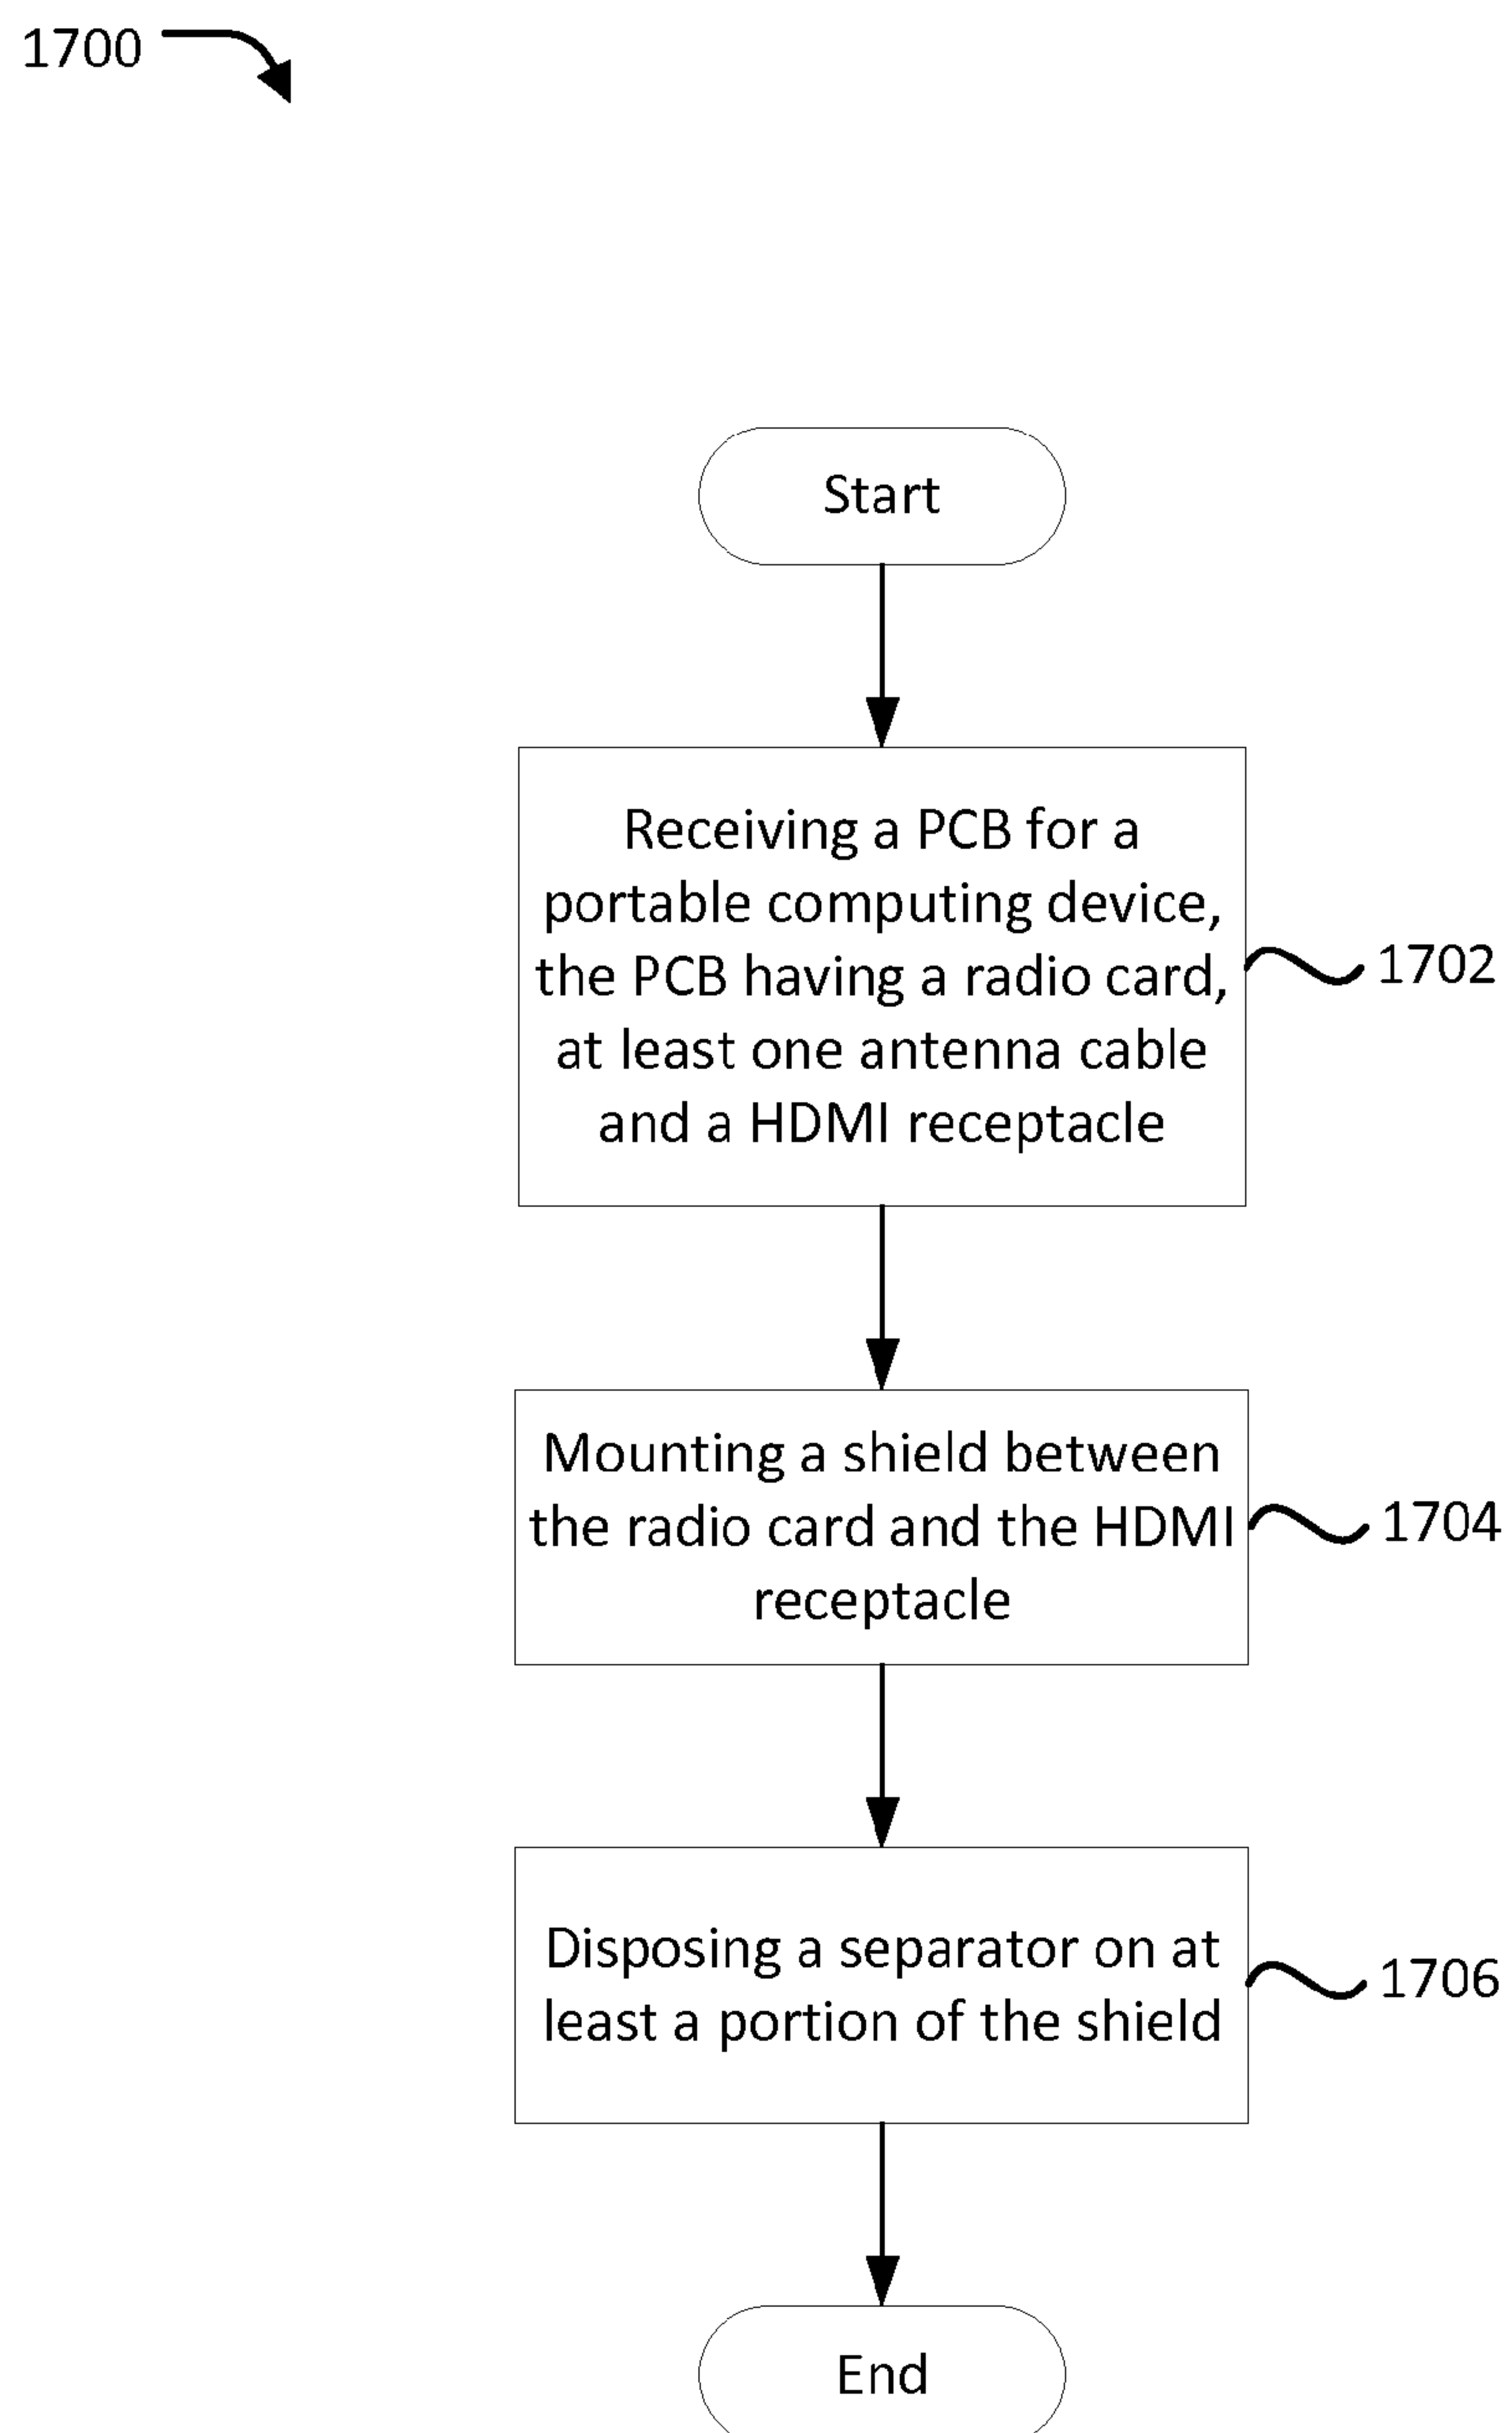 1700
Start
Receiving a PCB for a
portable computing device,
the PCB having a radio card,
at least one antenna cable
and a HDMI receptacle
1702
Mounting a shield between
the radio card and the HDMI
receptacle
1704
Disposing a separator on at
least a portion of the shield
1706
End